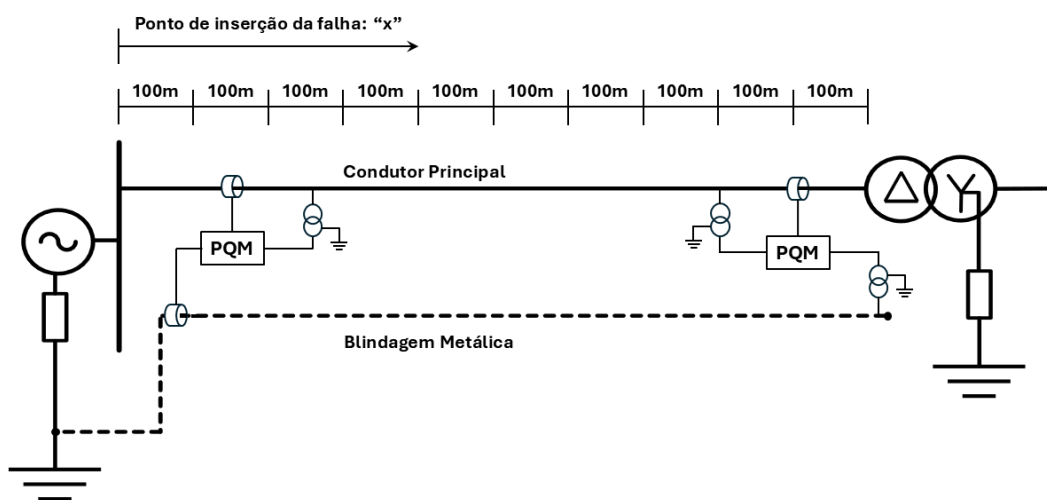 Ponto de inserção da falha: “x”
100m 100m 100m 100m 100m 100m 100m 100m 100m 100m
Condutor Principal
PQM
PQM
Blindagem Metálica